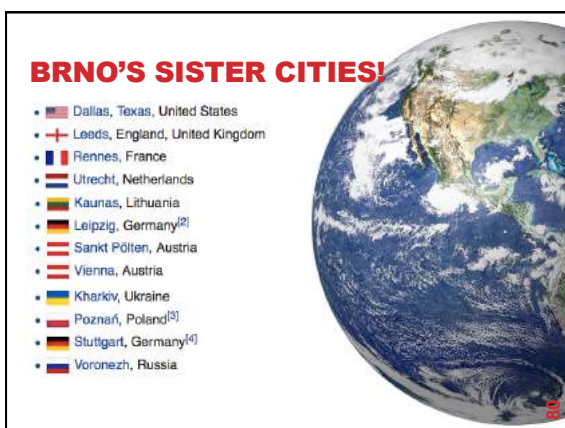 BRNO'S SISTER CITIES!
Dallas, Texas, United States
Leeds, England, United Kingdom
Rennes, France
Utrecht, Netherlands
Kaunas, Lithuania
Leipzig, Germany[2]
Sankt Pölten, Austria
Vienna, Austria
Kharkiv, Ukraine
Poznań, Poland[3]
Stuttgart, Germany[4]
Voronezh, Russia
80